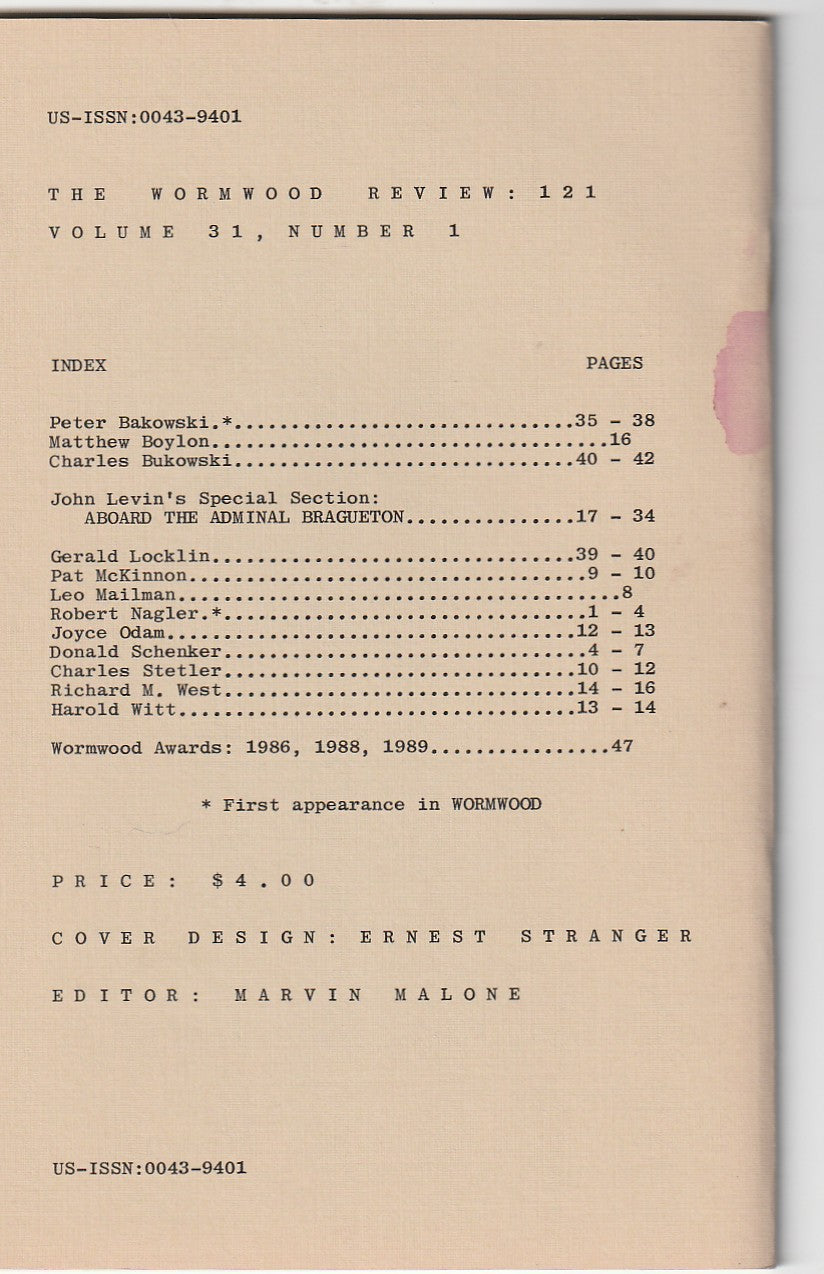 US-ISSN:0043-9401
THE WORMWOOD REVIEW: 121
VOLUME 31, NUMBER 1
INDEX PAGES
Peter Bakowski.*..............................35 - 38
Matthew Boylon...................................16
Charles Bukowski..............................40 - 42
John Levin's Special Section:
ABOARD THE ADMINAL BRAGUETON...............17 - 34
Gerald Locklin................................39 - 40
Pat McKinnon...................................9 - 10
Leo Mailman.......................................8
Robert Nagler.*................................1 - 4
Joyce Odam....................................12 - 13
Donald Schenker................................4 - 7
Charles Stetler...............................10 - 12
Richard M. West...............................14 - 16
Harold Witt...................................13 - 14
Wormwood Awards: 1986, 1988, 1989................47
* First appearance in WORMWOOD
PRICE: $4.00
COVER DESIGN: ERNEST STRANGER
EDITOR: MARVIN MALONE
US-ISSN:0043-9401